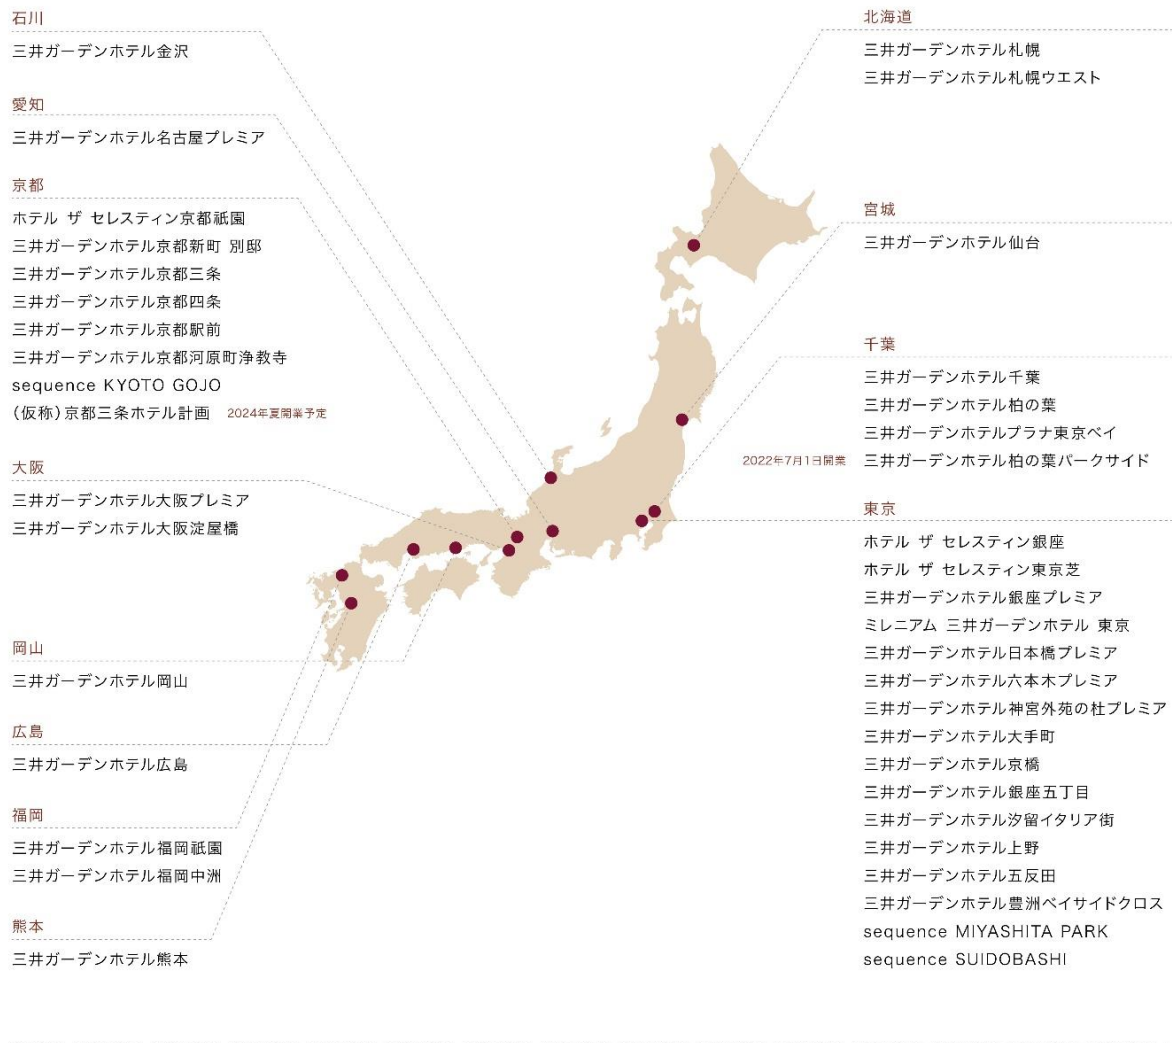 石川
三井ガーデンホテル金沢
愛知
三井ガーデンホテル名古屋プレミア
京都
ホテル ザ セレスティン京都祇園
三井ガーデンホテル京都新町 別邸
三井ガーデンホテル京都三条
三井ガーデンホテル京都四条
三井ガーデンホテル京都駅前
三井ガーデンホテル京都河原町浄教寺
sequence KYOTO GOJO
(仮称)京都三条ホテル計画 2024年夏開業予定
大阪
三井ガーデンホテル大阪プレミア
三井ガーデンホテル大阪淀屋橋
岡山
三井ガーデンホテル岡山
広島
三井ガーデンホテル広島
福岡
三井ガーデンホテル福岡祇園
三井ガーデンホテル福岡中洲
熊本
三井ガーデンホテル熊本
北海道
三井ガーデンホテル札幌
三井ガーデンホテル札幌ウエスト
宮城
三井ガーデンホテル仙台
千葉
三井ガーデンホテル千葉
三井ガーデンホテル柏の葉
三井ガーデンホテルプラナ東京ベイ
2022年7月1日開業 三井ガーデンホテル柏の葉パークサイド
東京
ホテル ザ セレスティン銀座
ホテル ザ セレスティン東京芝
三井ガーデンホテル銀座プレミア
ミレニアム 三井ガーデンホテル 東京
三井ガーデンホテル日本橋プレミア
三井ガーデンホテル六本木プレミア
三井ガーデンホテル神宮外苑の杜プレミア
三井ガーデンホテル大手町
三井ガーデンホテル京橋
三井ガーデンホテル銀座五丁目
三井ガーデンホテル汐留イタリア街
三井ガーデンホテル上野
三井ガーデンホテル五反田
三井ガーデンホテル豊洲ベイサイドクロス
sequence MIYASHITA PARK
sequence SUIDOBASHI